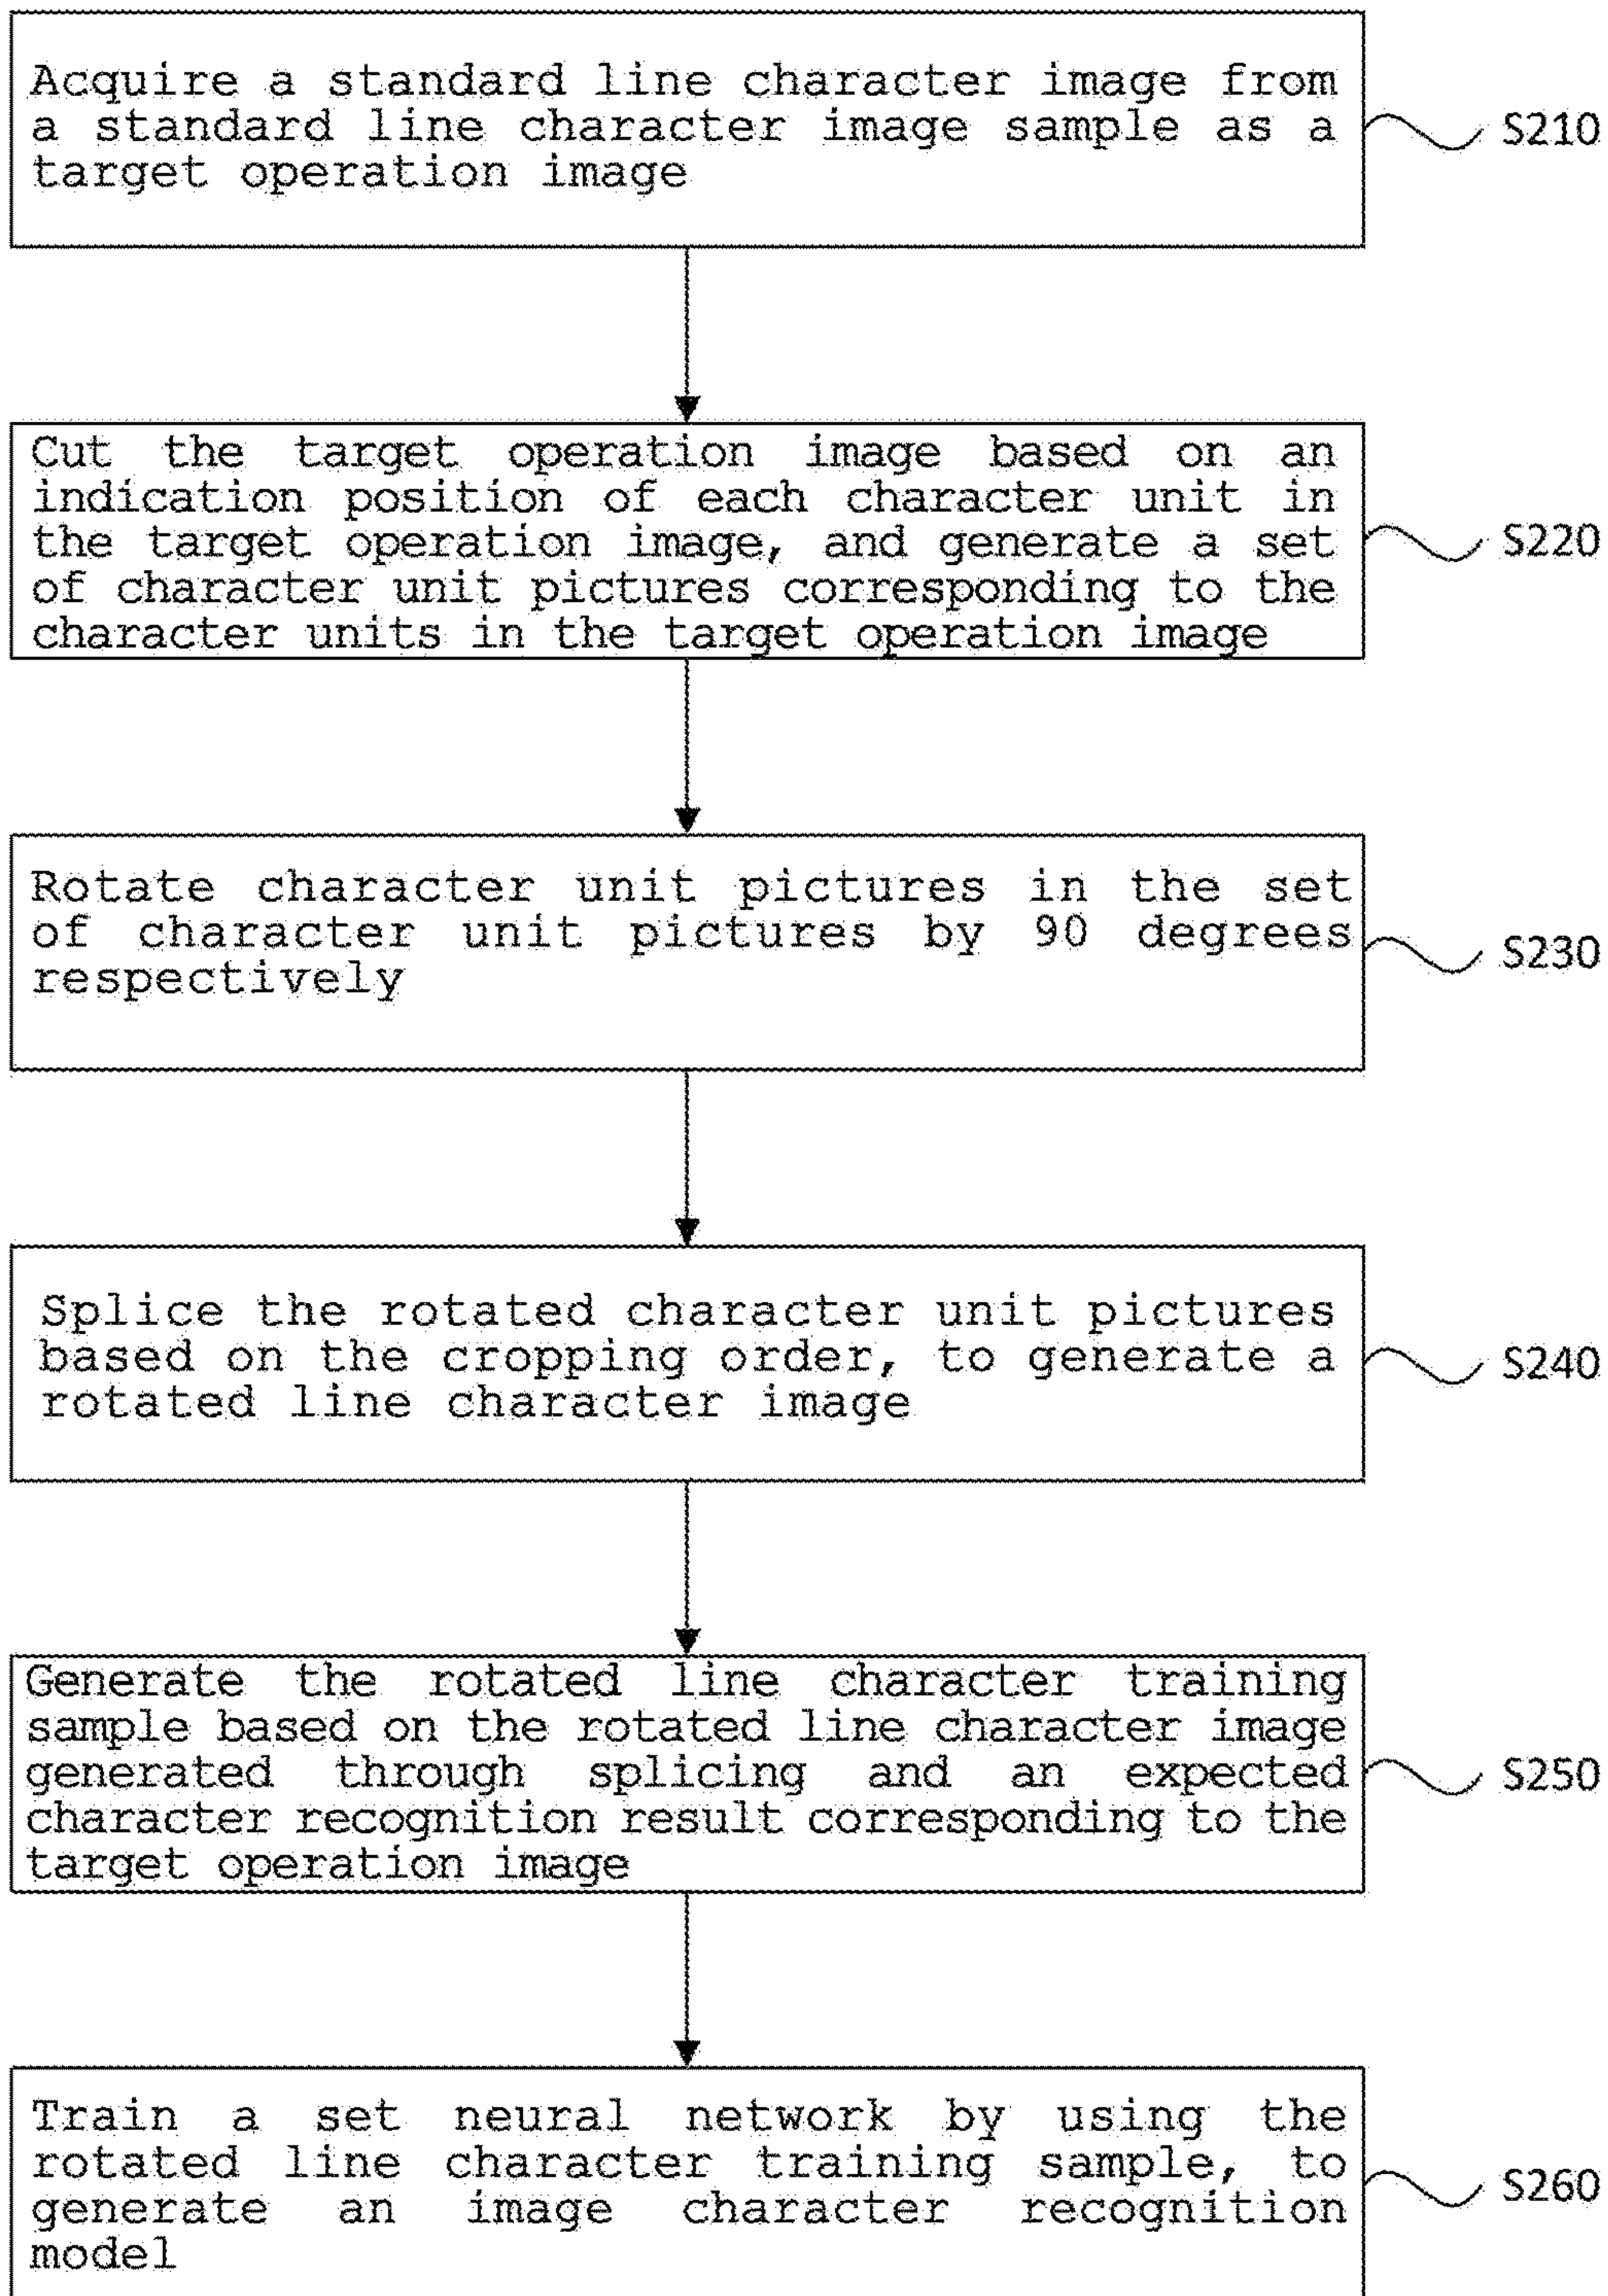 Acquire a standard line character image from
a standard line character image sample as a
target operation image
S210
Cut the target operation image based on an
indication position of each character unit in
the target operation image, and generate a set
of character unit pictures corresponding to the
character units in the target operation image
S220
Rotate character unit pictures in the set
of character unit pictures by 90 degrees
respectively
S230
Splice the rotated character unit pictures
based on the cropping order, to generate a
rotated line character image
S240
Generate the rotated line character training
sample based on the rotated line character image
generated through splicing and an expected
character recognition result corresponding to the
target operation image
S250
Train a set neural network by using the
rotated line character training sample, to
generate an image character recognition
model
S260